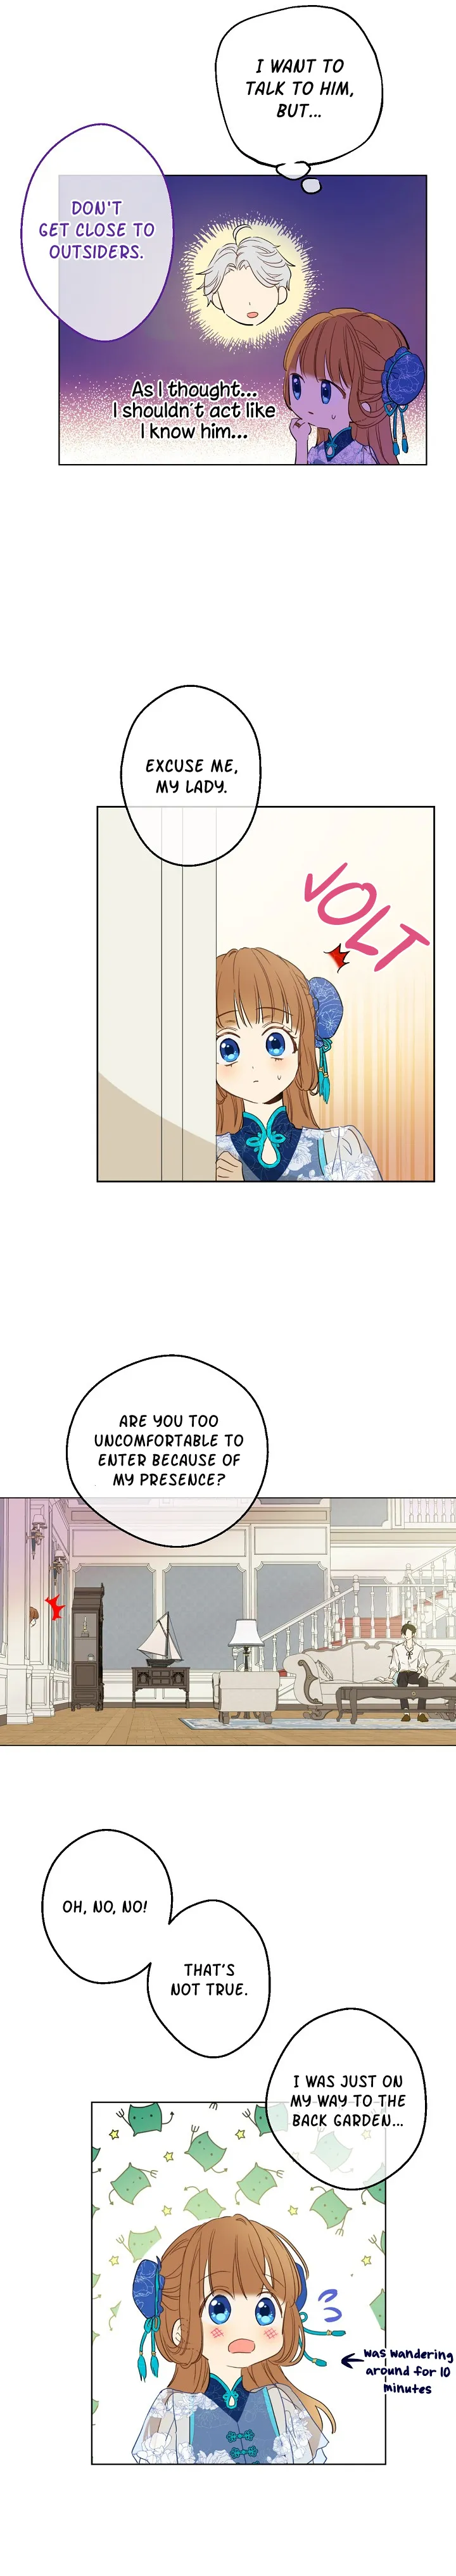 I WANT TO
TALK TO HIM,
BUT...
DON'T
GET CLOSE TO
OUTSIDERS.
As I thought...
I shouldn't act like
I know him...
EXCUSE ME,
MY LADY.
VOLT
ARE YOU TOO
UNCOMFORTABLE TO
ENTER BECAUSE OF
MY PRESENCE?
OH, NO, NO!
THAT'S
NOT TRUE.
I WAS JUST ON
MY WAY TO THE
BACK GARDEN...
was wandering
around for 10
minutes